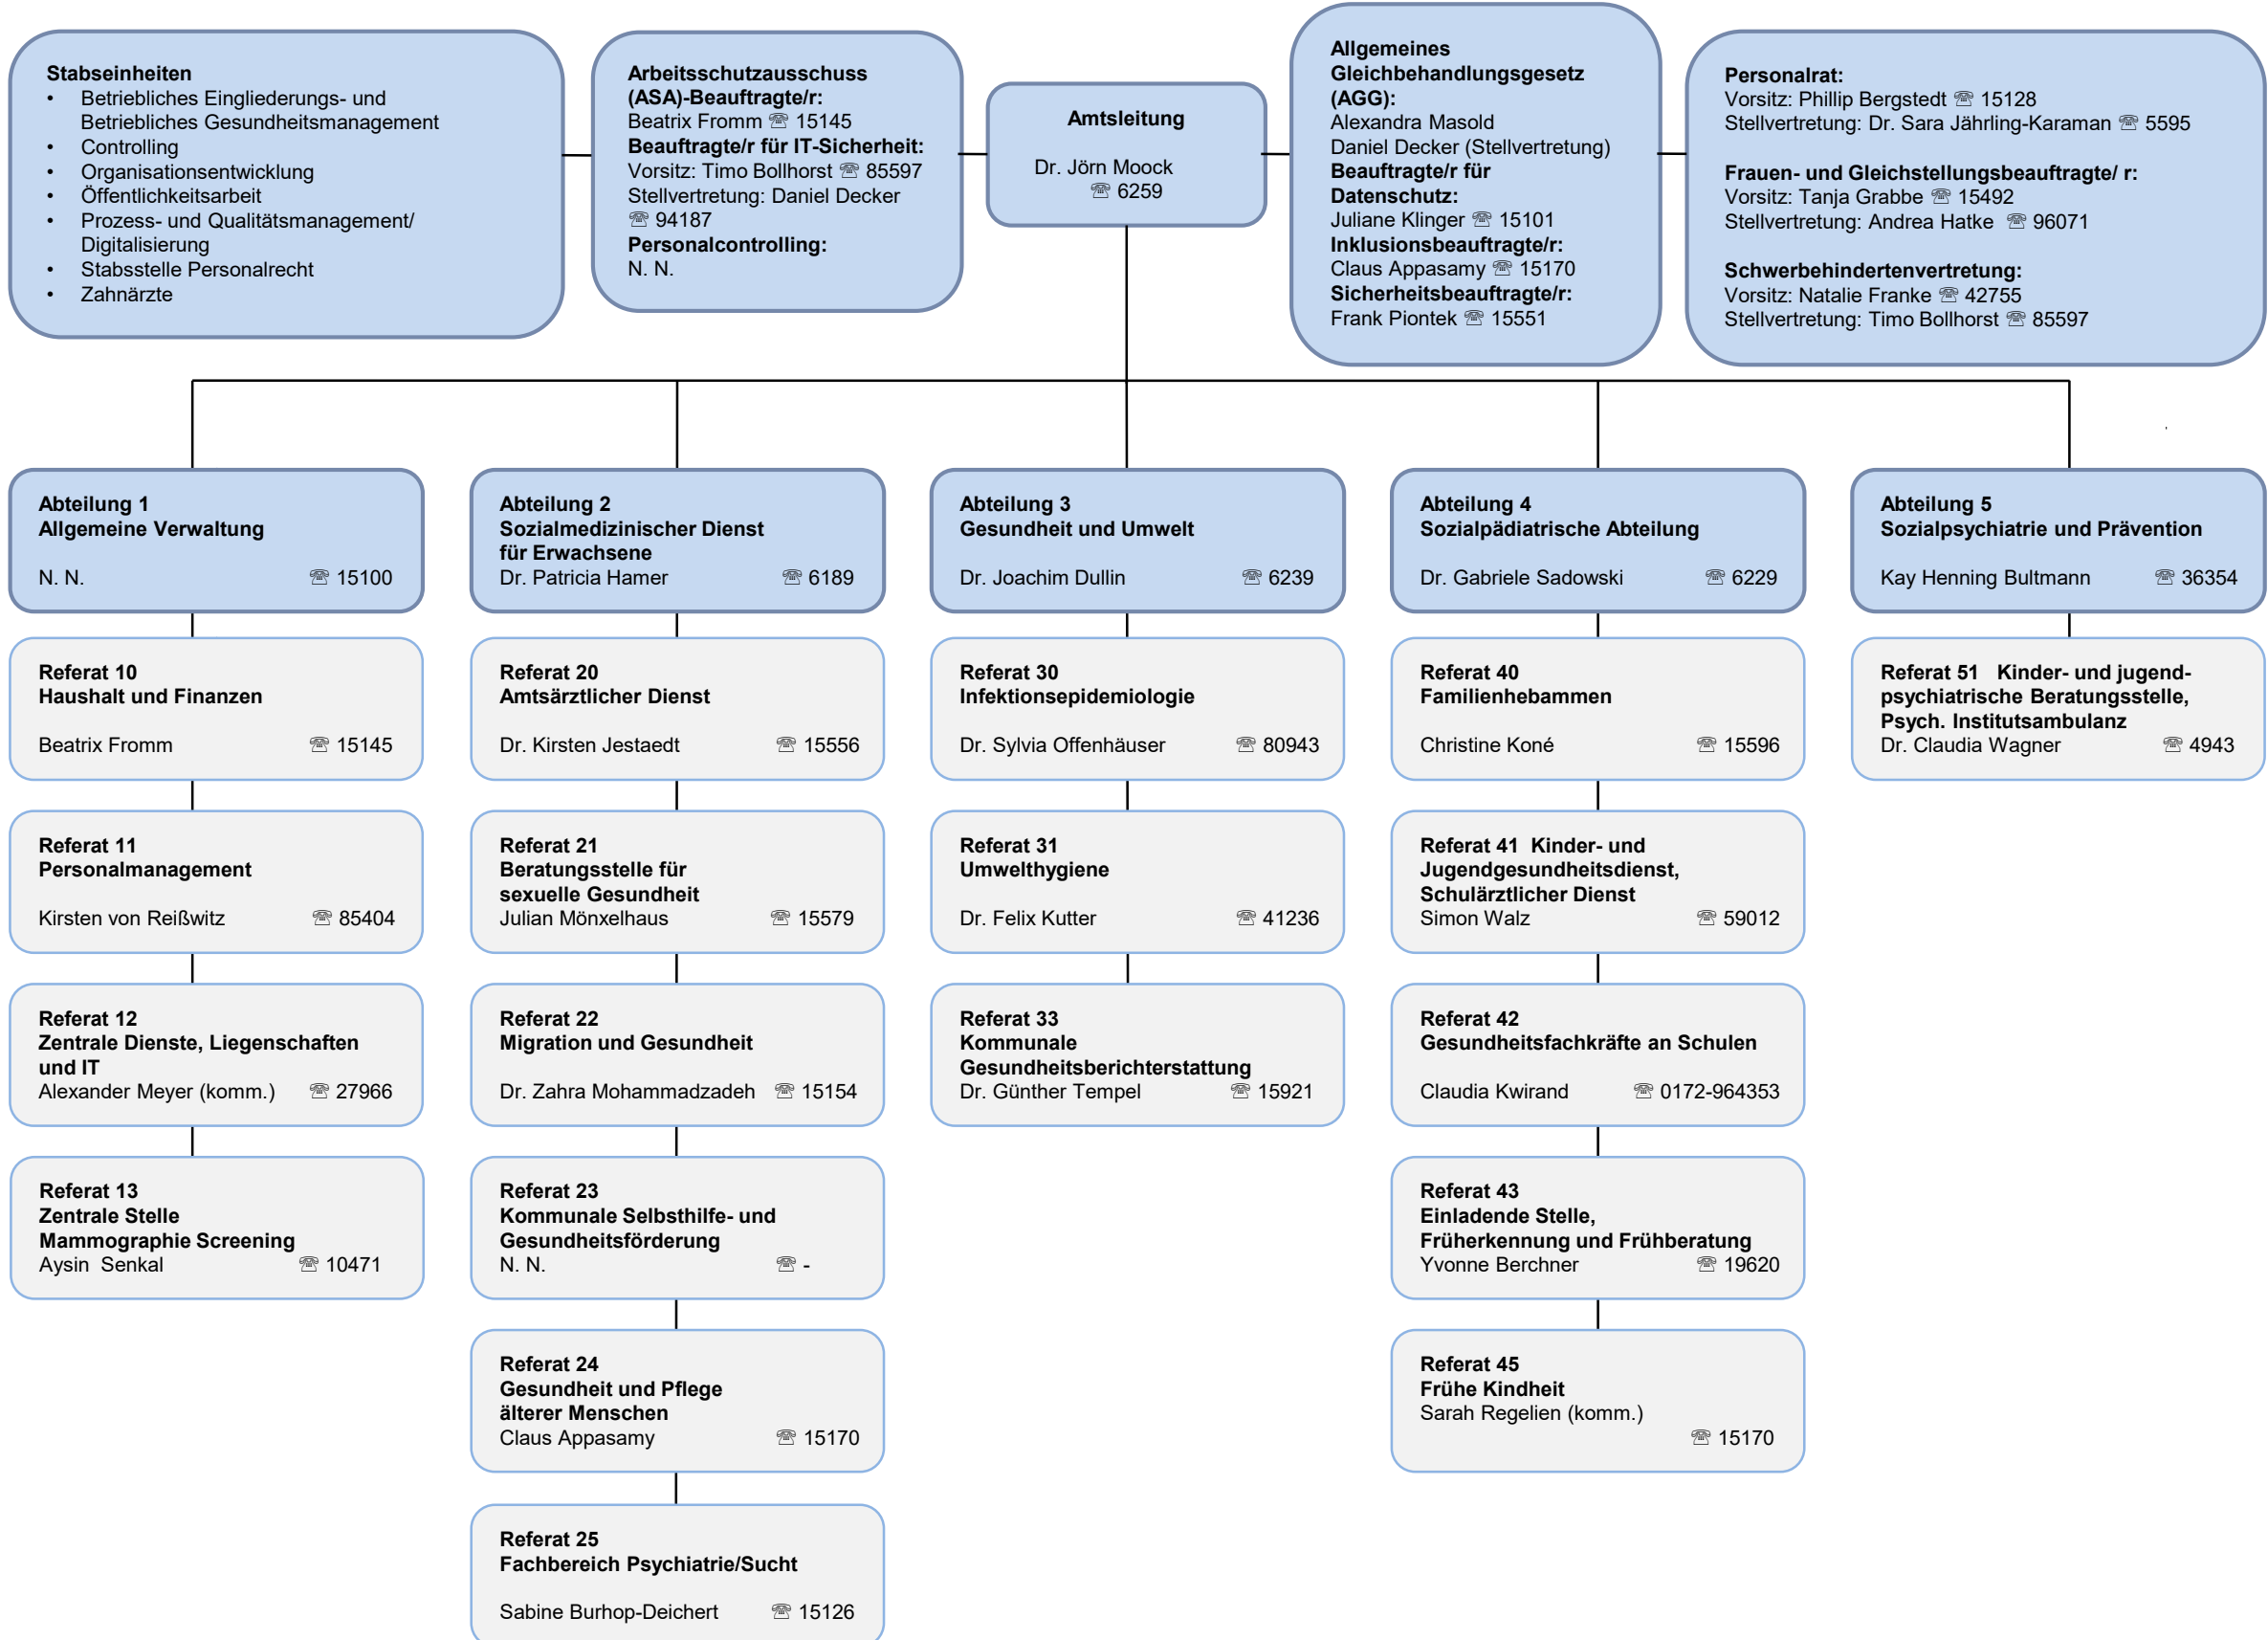 Stabseinheiten
• Betriebliches Eingliederungs- und
Betriebliches Gesundheitsmanagement
• Controlling
• Organisationsentwicklung
• Öffentlichkeitsarbeit
• Prozess- und Qualitätsmanagement/
Digitalisierung
• Stabsstelle Personalrecht
• Zahnärzte
Arbeitsschutzausschuss
(ASA)-Beauftragte/r:
Beatrix Fromm ☎ 15145
Beauftragte/r für IT-Sicherheit:
Vorsitz: Timo Bollhorst ☎ 85597
Stellvertretung: Daniel Decker
☎ 94187
Personalcontrolling:
N. N.
Amtsleitung
Dr. Jörn Moock
☎ 6259
Allgemeines
Gleichbehandlungsgesetz
(AGG):
Alexandra Masold
Daniel Decker (Stellvertretung)
Beauftragte/r für
Datenschutz:
Juliane Klinger ☎ 15101
Inklusionsbeauftragte/r:
Claus Appasamy ☎ 15170
Sicherheitsbeauftragte/r:
Frank Piontek ☎ 15551
Personalrat:
Vorsitz: Phillip Bergstedt ☎ 15128
Stellvertretung: Dr. Sara Jährling-Karaman ☎ 5595
Frauen- und Gleichstellungsbeauftragte/ r:
Vorsitz: Tanja Grabbe ☎ 15492
Stellvertretung: Andrea Hatke ☎ 96071
Schwerbehindertenvertretung:
Vorsitz: Natalie Franke ☎ 42755
Stellvertretung: Timo Bollhorst ☎ 85597
Abteilung 1
Allgemeine Verwaltung
N. N. ☎ 15100
Referat 10
Haushalt und Finanzen
Beatrix Fromm ☎ 15145
Referat 11
Personalmanagement
Kirsten von Reißwitz ☎ 85404
Referat 12
Zentrale Dienste, Liegenschaften
und IT
Alexander Meyer (komm.) ☎ 27966
Referat 13
Zentrale Stelle
Mammographie Screening
Aysin Senkal ☎ 10471
Abteilung 2
Sozialmedizinischer Dienst
für Erwachsene
Dr. Patricia Hamer ☎ 6189
Referat 20
Amtsärztlicher Dienst
Dr. Kirsten Jestaedt ☎ 15556
Referat 21
Beratungsstelle für
sexuelle Gesundheit
Julian Mönxelhaus ☎ 15579
Referat 22
Migration und Gesundheit
Dr. Zahra Mohammadzadeh ☎ 15154
Referat 23
Kommunale Selbsthilfe- und
Gesundheitsförderung
N. N. ☎ -
Referat 24
Gesundheit und Pflege
älterer Menschen
Claus Appasamy ☎ 15170
Referat 25
Fachbereich Psychiatrie/Sucht
Sabine Burhop-Deichert ☎ 15126
Abteilung 3
Gesundheit und Umwelt
Dr. Joachim Dullin ☎ 6239
Referat 30
Infektionsepidemiologie
Dr. Sylvia Offenhäuser ☎ 80943
Referat 31
Umwelthygiene
Dr. Felix Kutter ☎ 41236
Referat 33
Kommunale
Gesundheitsberichterstattung
Dr. Günther Tempel ☎ 15921
Abteilung 4
Sozialpädiatrische Abteilung
Dr. Gabriele Sadowski ☎ 6229
Referat 40
Familienhebammen
Christine Koné ☎ 15596
Referat 41 Kinder- und
Jugendgesundheitsdienst,
Schulärztlicher Dienst
Simon Walz ☎ 59012
Referat 42
Gesundheitsfachkräfte an Schulen
Claudia Kwirand ☎ 0172-964353
Referat 43
Einladende Stelle,
Früherkennung und Frühberatung
Yvonne Berchner ☎ 19620
Referat 45
Frühe Kindheit
Sarah Regelien (komm.)
☎ 15170
Abteilung 5
Sozialpsychiatrie und Prävention
Kay Henning Bultmann ☎ 36354
Referat 51 Kinder- und jugend-
psychiatrische Beratungsstelle,
Psych. Institutsambulanz
Dr. Claudia Wagner ☎ 4943